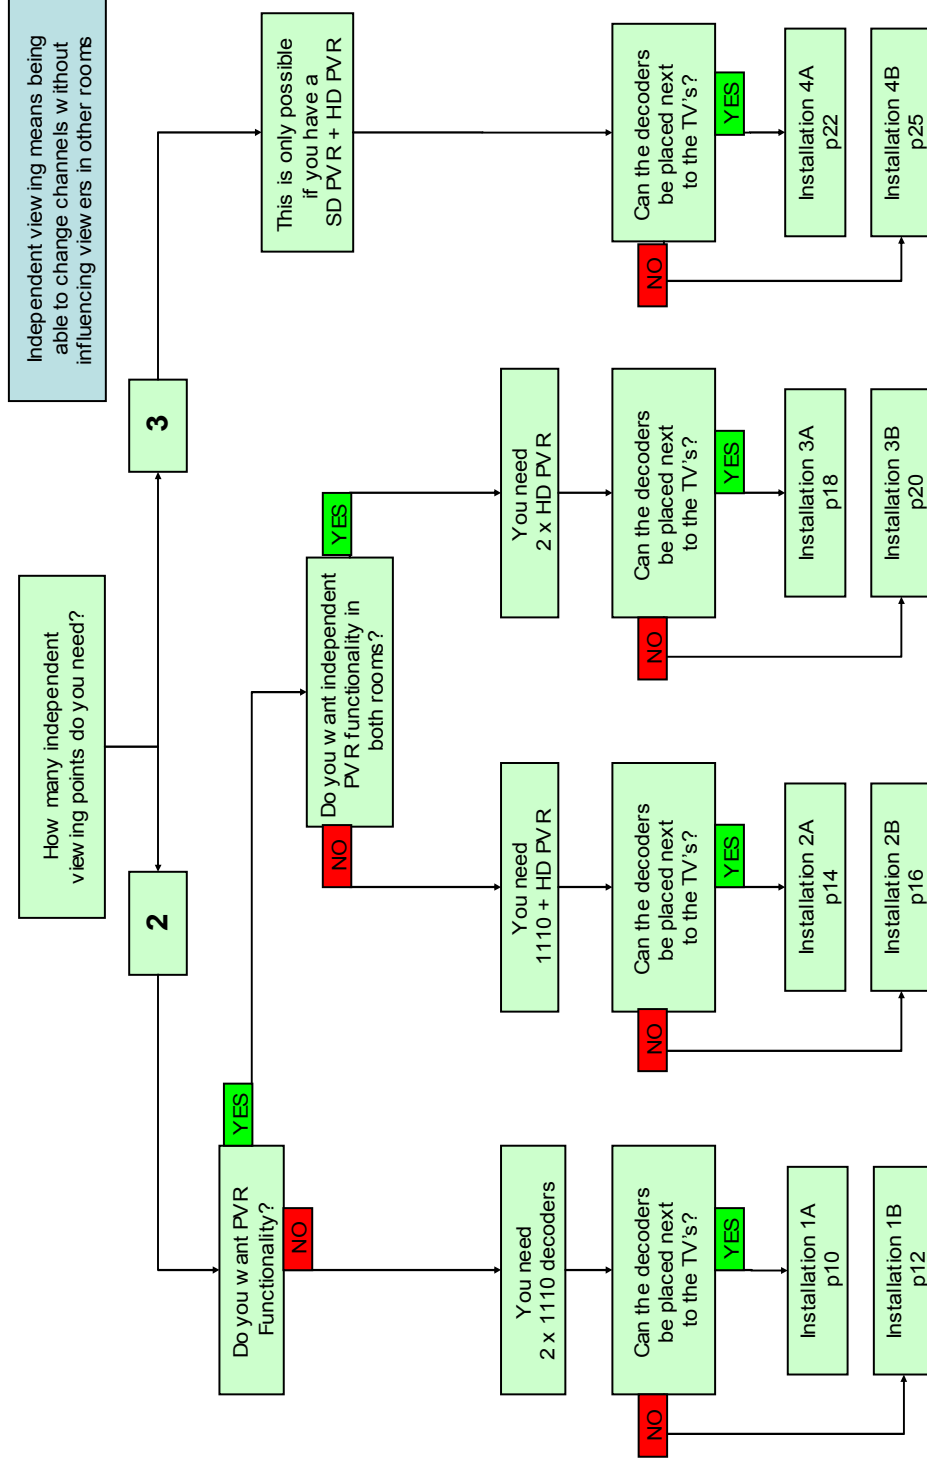 Independent viewing means being
able to change channels without
influencing viewers in other rooms
How many independent
viewing points do you need?
2
3
Do you want PVR
Functionality?
YES
NO
This is only possible
if you have a
SD PVR + HD PVR
Do you want independent
PVR functionality in
both rooms?
NO
YES
You need
2 x 1110 decoders
You need
1110 + HD PVR
You need
2 x HD PVR
Can the decoders
be placed next
to the TV's?
NO
YES
Can the decoders
be placed next
to the TV's?
NO
YES
Can the decoders
be placed next
to the TV's?
NO
YES
Can the decoders
be placed next
to the TV's?
NO
YES
Installation 1A
p10
Installation 2A
p14
Installation 3A
p18
Installation 4A
p22
Installation 1B
p12
Installation 2B
p16
Installation 3B
p20
Installation 4B
p25